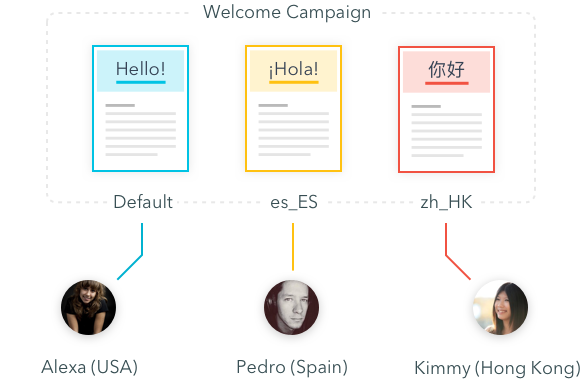 Welcome Campaign
Hello!
¡Hola!
你好
Default
es_ES
zh_HK
Alexa (USA)
Pedro (Spain)
Kimmy (Hong Kong)